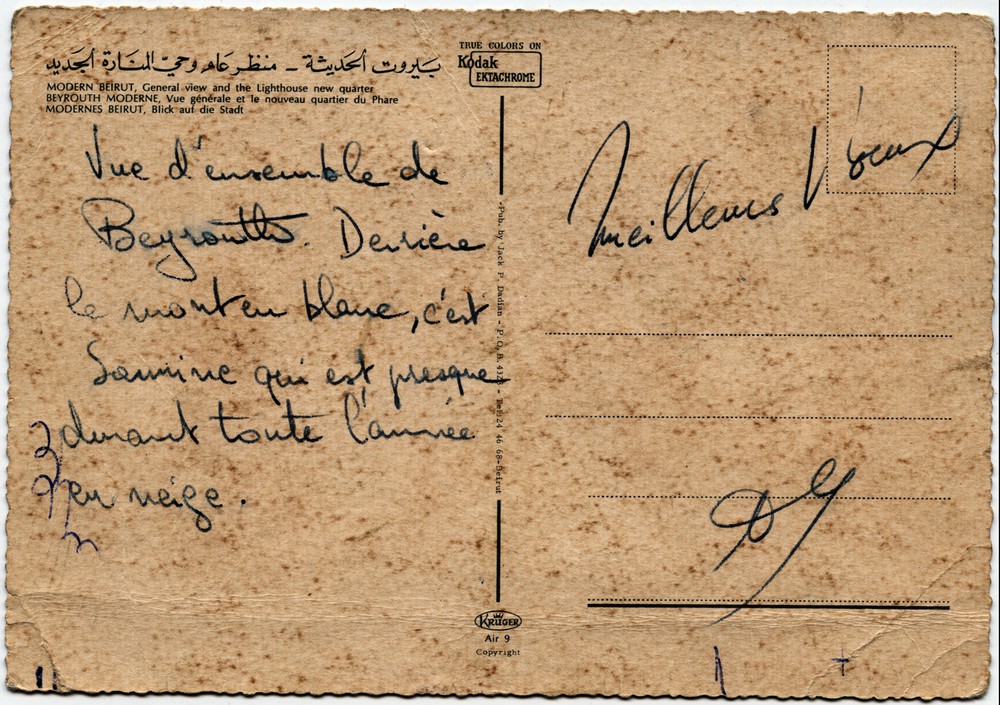 بيروت الحديثة - منظر عام وحيّ المنارة الجديد
MODERN BEIRUT, General view and the Lighthouse new quarter
BEYROUTH MODERNE, Vue générale et le nouveau quartier du Phare
MODERNES BEIRUT, Blick auf die Stadt
TRUE COLORS ON
Kodak
EKTACHROME
Vue d'ensemble de
Beyrouth. Derrière
le mont en blanc, c'est
Sannine qui est presque
durant toute l'année
en neige.
Pub. by Jack P. Dadian - P.O.B. Tel: 24 46 68 - Beirut
Meilleurs Voeux
KRÜGER
Air 9
Copyright